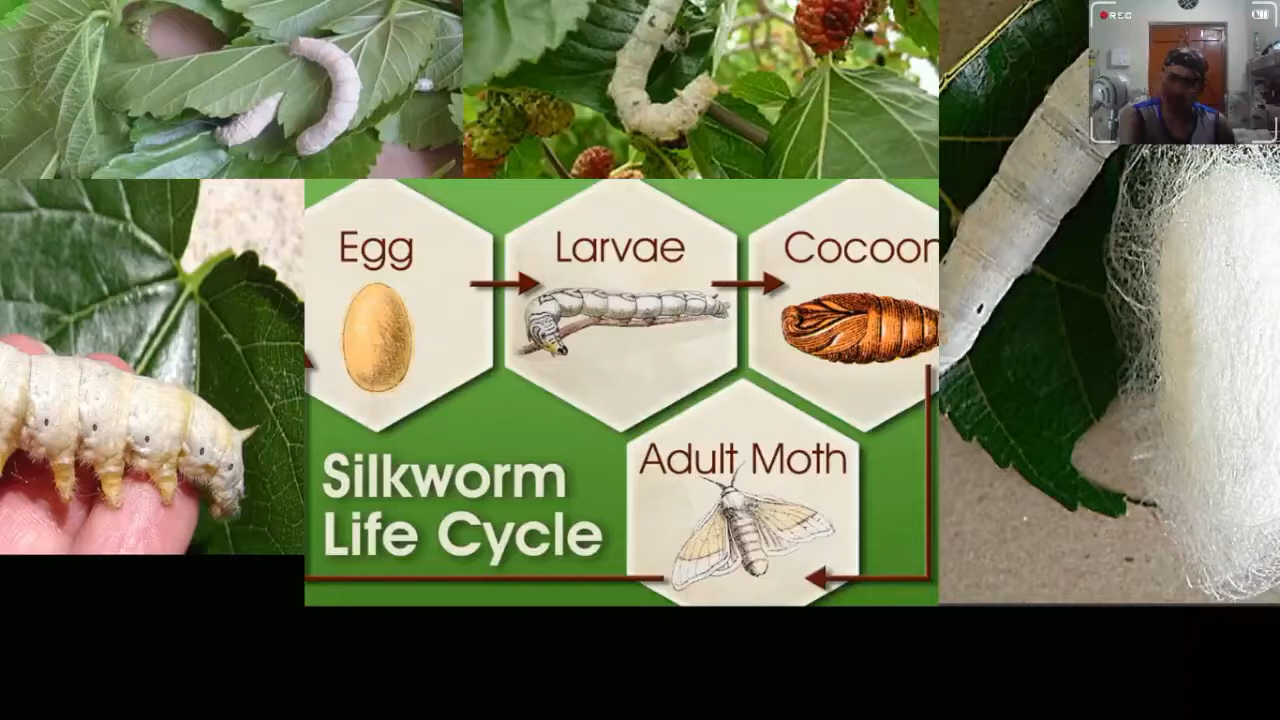 REC
Egg
Larvae
Cocoon
Adult Moth
Silkworm
Life Cycle